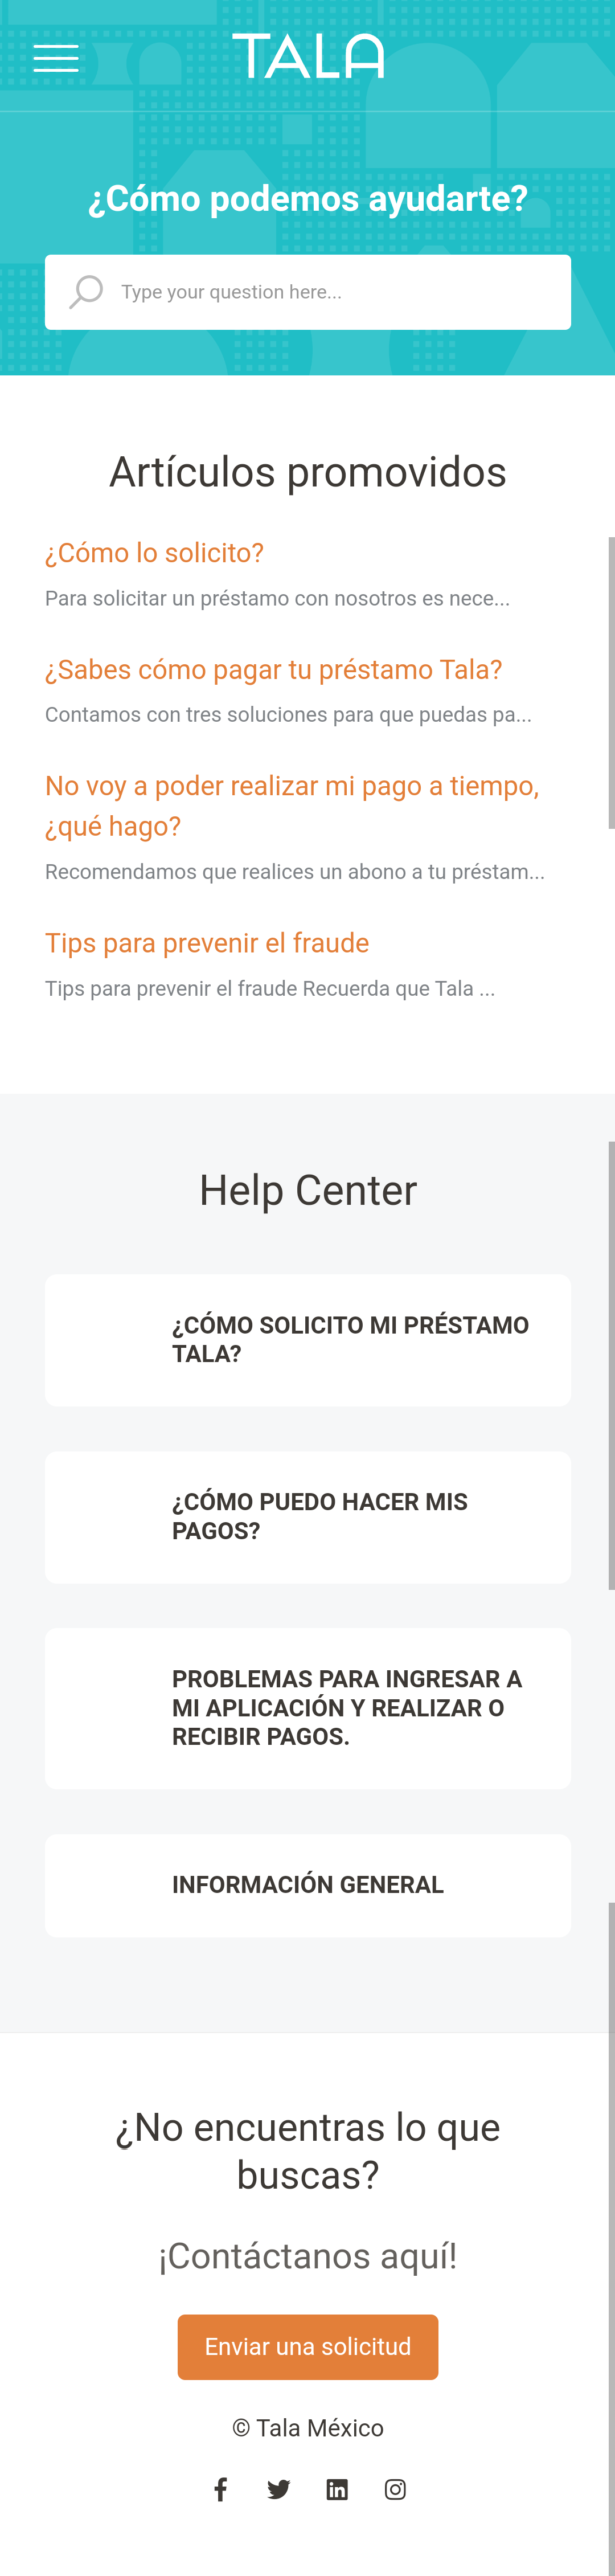 TALA
¿Cómo podemos ayudarte?
Type your question here...
Artículos promovidos
¿Cómo lo solicito?
Para solicitar un préstamo con nosotros es nece...
¿Sabes cómo pagar tu préstamo Tala?
Contamos con tres soluciones para que puedas pa...
No voy a poder realizar mi pago a tiempo,
¿qué hago?
Recomendamos que realices un abono a tu préstam...
Tips para prevenir el fraude
Tips para prevenir el fraude Recuerda que Tala ...
Help Center
¿CÓMO SOLICITO MI PRÉSTAMO
TALA?
¿CÓMO PUEDO HACER MIS
PAGOS?
PROBLEMAS PARA INGRESAR A
MI APLICACIÓN Y REALIZAR O
RECIBIR PAGOS.
INFORMACIÓN GENERAL
¿No encuentras lo que
buscas?
¡Contáctanos aquí!
Enviar una solicitud
© Tala México